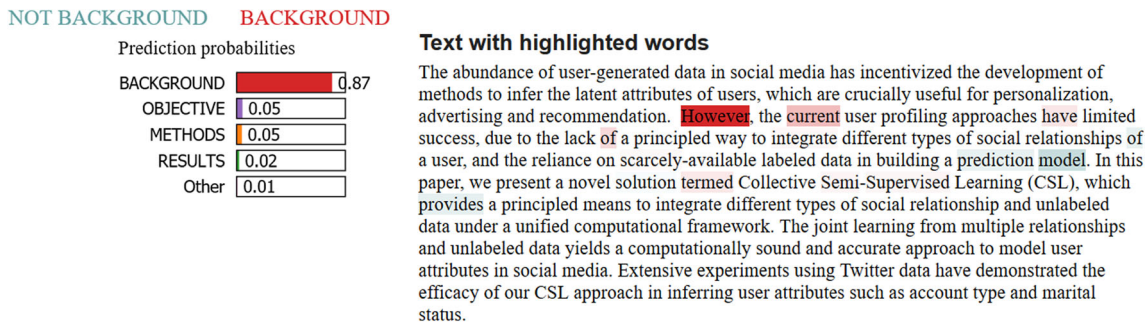 NOT BACKGROUND BACKGROUND
Prediction probabilities
BACKGROUND 0.87
OBJECTIVE 0.05
METHODS 0.05
RESULTS 0.02
Other 0.01
Text with highlighted words
The abundance of user-generated data in social media has incentivized the development of
methods to infer the latent attributes of users, which are crucially useful for personalization,
advertising and recommendation. However, the current user profiling approaches have limited
success, due to the lack of a principled way to integrate different types of social relationships of
a user, and the reliance on scarcely-available labeled data in building a prediction model. In this
paper, we present a novel solution termed Collective Semi-Supervised Learning (CSL), which
provides a principled means to integrate different types of social relationship and unlabeled
data under a unified computational framework. The joint learning from multiple relationships
and unlabeled data yields a computationally sound and accurate approach to model user
attributes in social media. Extensive experiments using Twitter data have demonstrated the
efficacy of our CSL approach in inferring user attributes such as account type and marital
status.